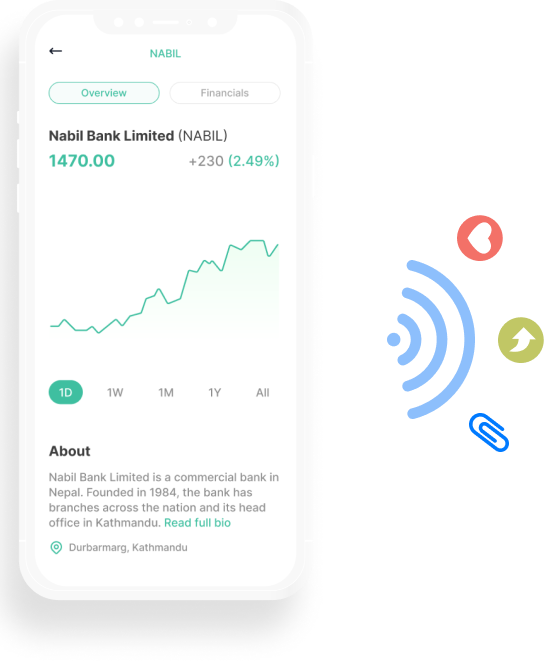 NABIL
Overview Financials
Nabil Bank Limited (NABIL)
1470.00 +230 (2.49%)
1D 1W 1M 1Y All
About
Nabil Bank Limited is a commercial bank in
Nepal. Founded in 1984, the bank has
branches across the nation and its head
office in Kathmandu. Read full bio
Durbarmarg, Kathmandu